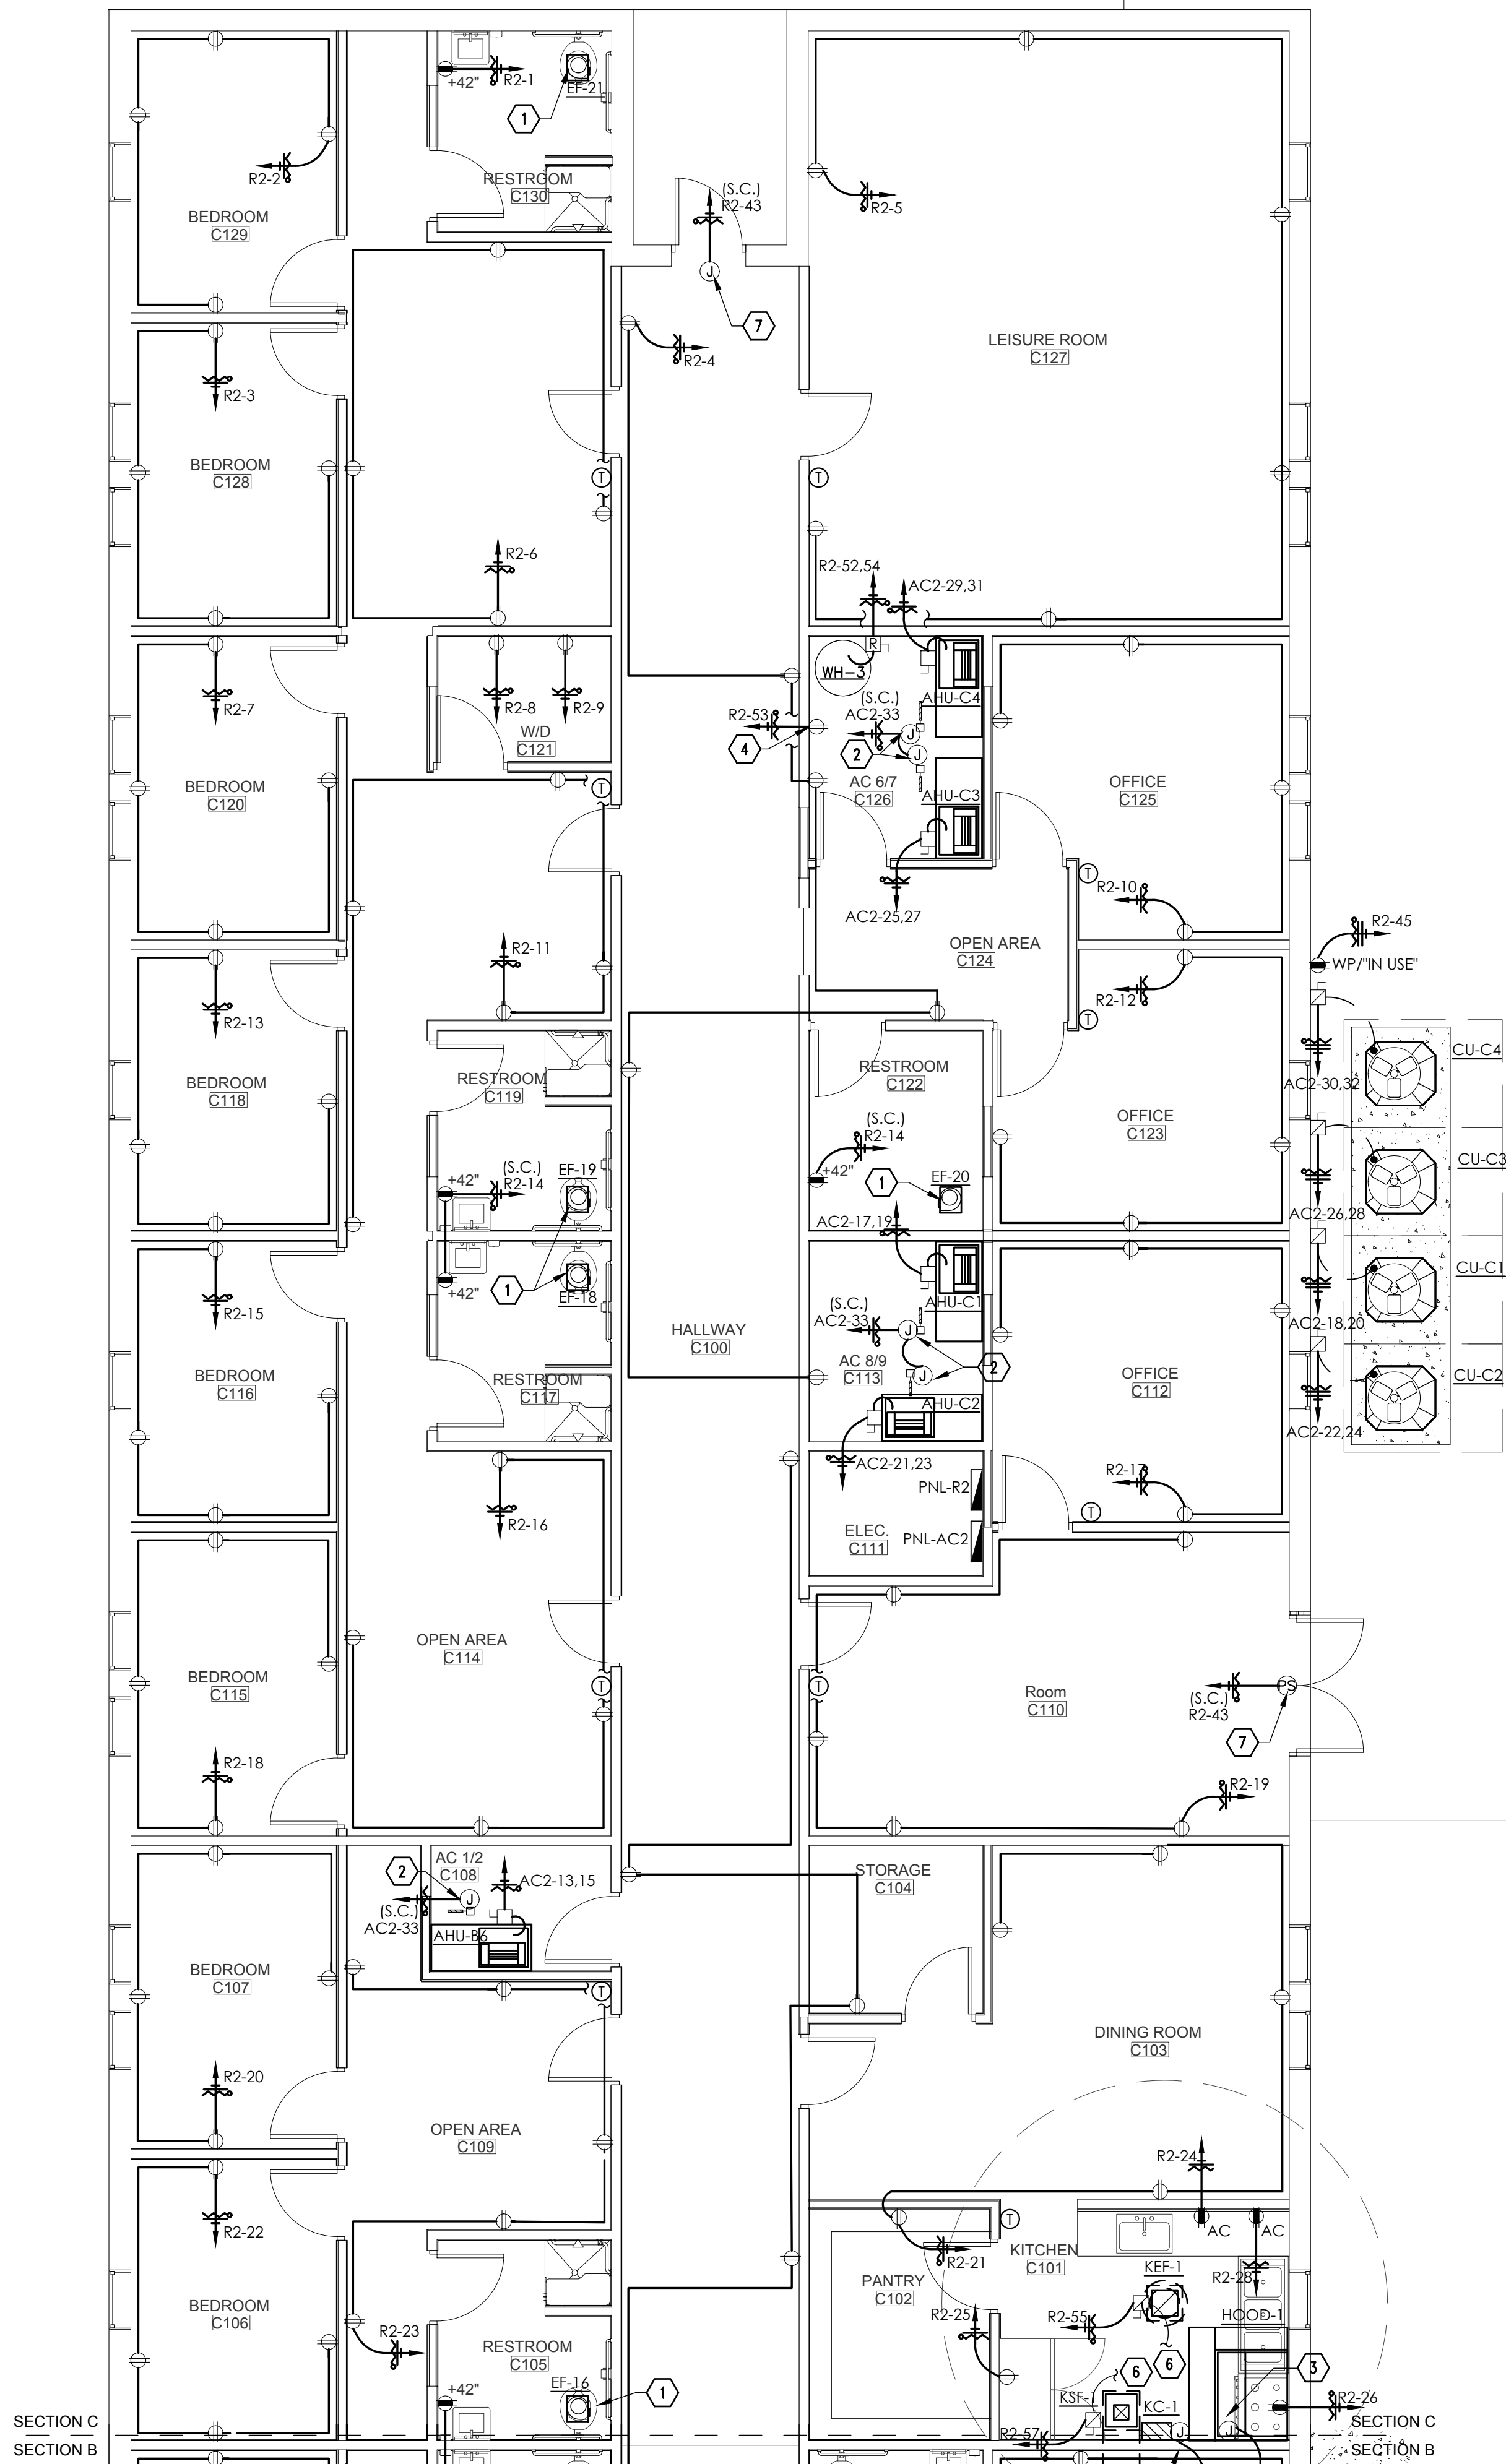 +42"
R2-1
EF-21
1
R2-2
BEDROOM
C129
RESTROOM
C130
(S.C.)
R2-43
R2-5
J
7
R2-4
R2-3
LEISURE ROOM
C127
BEDROOM
C128
T
T
R2-6
R2-52,54
AC2-29,31
R
WH-3
AHU-C4
R2-7
R2-8
R2-9
W/D
C121
(S.C.)
AC2-33
R2-53
4
2
J
J
BEDROOM
C120
T
AC 6/7
C126
AHU-C3
OFFICE
C125
T
R2-10
AC2-25,27
R2-11
OPEN AREA
C124
R2-45
WP/"IN USE"
R2-12
T
R2-13
CU-C4
BEDROOM
C118
RESTROOM
C119
RESTROOM
C122
AC2-30,32
OFFICE
C123
(S.C.)
R2-14
CU-C3
+42"
(S.C.)
R2-14
EF-19
+42"
1
EF-20
AC2-26,28
AC2-17,19
+42"
1
EF-18
CU-C1
R2-15
AHU-C1
(S.C.)
AC2-33
J
AC2-18,20
HALLWAY
C100
AC 8/9
C113
J
2
BEDROOM
C116
RESTROOM
C117
OFFICE
C112
CU-C2
AHU-C2
AC2-22,24
AC2-21,23
R2-17
PNL-R2
T
R2-16
ELEC.
C111
PNL-AC2
OPEN AREA
C114
BEDROOM
C115
T
T
Room
C110
PS
(S.C.)
R2-43
7
R2-18
R2-19
AC 1/2
C108
2
J
AC2-13,15
STORAGE
C104
(S.C.)
AC2-33
AHU-B6
BEDROOM
C107
T
DINING ROOM
C103
R2-20
OPEN AREA
C109
R2-24
R2-22
T
AC
AC
KITCHEN
C101
R2-21
KEF-1
R2-28
PANTRY
C102
BEDROOM
C106
R2-25
R2-55
HOOD-1
R2-23
RESTROOM
C105
6
6
3
EF-16
1
+42"
KSF-1
KC-1
R2-26
J
J
R2-57
SECTION C
SECTION C
SECTION B
SECTION B